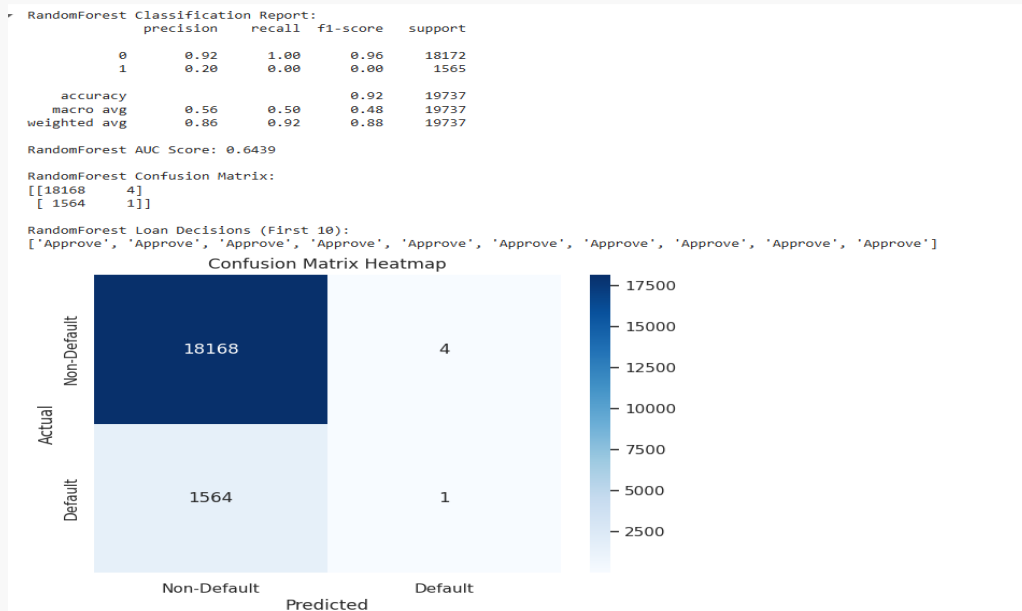 RandomForest Classification Report:
precision recall f1-score support
0 0.92 1.00 0.96 18172
1 0.20 0.00 0.00 1565
accuracy 0.92 19737
macro avg 0.56 0.50 0.48 19737
weighted avg 0.86 0.92 0.88 19737
RandomForest AUC Score: 0.6439
RandomForest Confusion Matrix:
[[18168 4]
[ 1564 1]]
RandomForest Loan Decisions (First 10):
['Approve', 'Approve', 'Approve', 'Approve', 'Approve', 'Approve', 'Approve', 'Approve', 'Approve', 'Approve']
Confusion Matrix Heatmap
Actual
Non-Default
18168 4
Default
1564 1
Non-Default Default
Predicted
17500
15000
12500
10000
7500
5000
2500